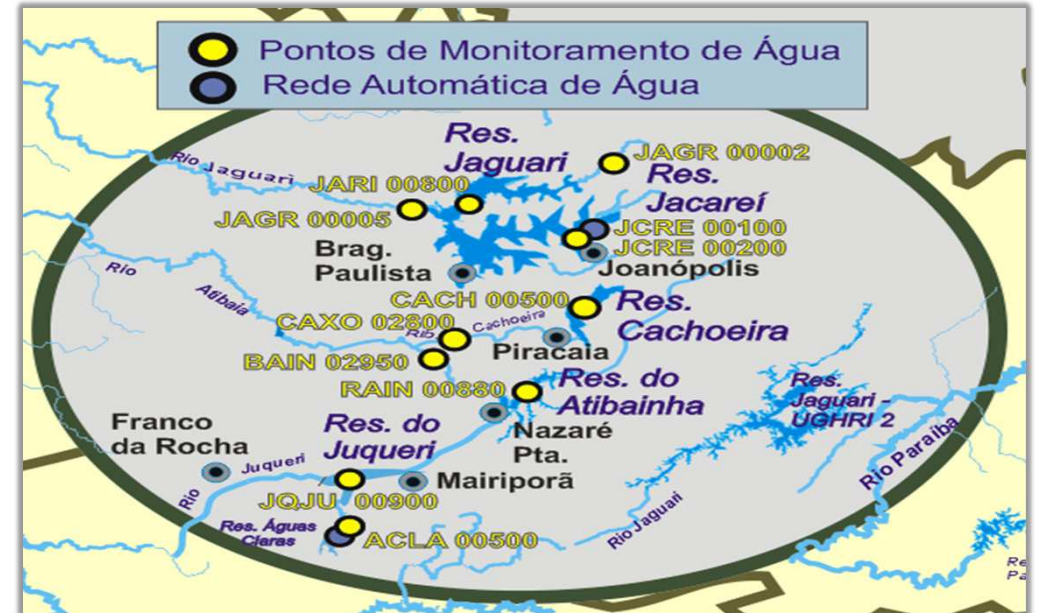 Pontos de Monitoramento de Água
Rede Automática de Água
Res.
Jaguari
JAGR 00002
Rio Jaguari
JARI 00800
Res.
Jacareí
JAGR 00005
JCRE 00100
JCRE 00200
Brag.
Paulista
Joanópolis
Rio
Atibaia
CACH 00500
Res.
Cachoeira
CAXO 02800
Rib. Cachoeira
Piracaia
BAIN 02950
RAIN 00880
Res. do
Atibainha
Res.
Jaguari -
UGHRI 2
Franco
da Rocha
Res. do
Juqueri
Nazaré
Pta.
Rio Paraíba
Juqueri
Mairiporã
Rio
JQJU 00900
Rio Jaguari
Res. Águas
Claras
ACLA 00500